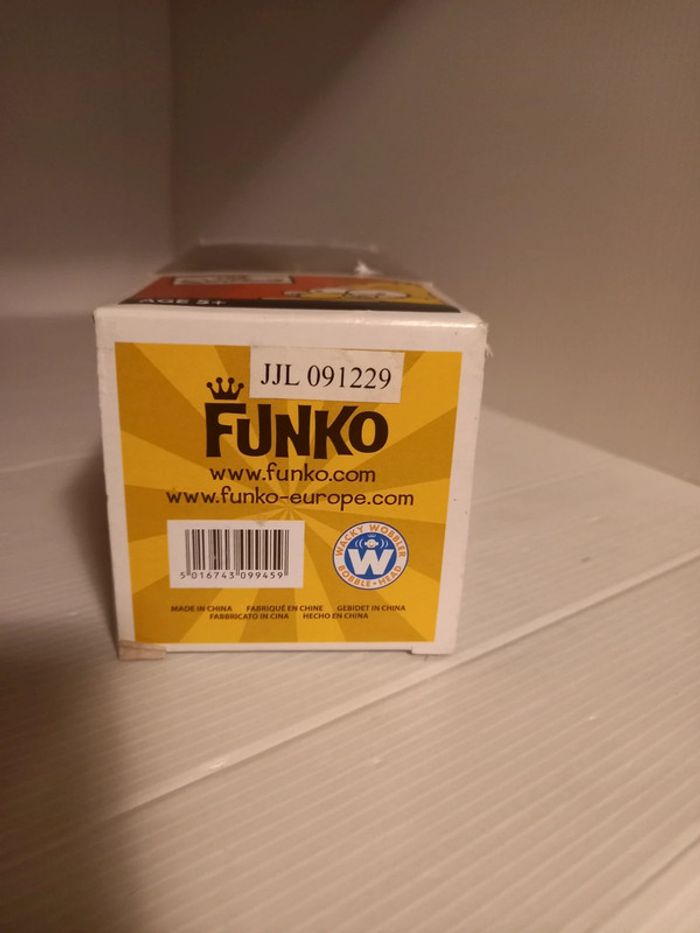 AGE 5+
JJL 091229
FUNKO
www.funko.com
www.funko-europe.com
5 016743 099459
WACKY WOBBLER
W
BOBBLE-HEAD
MADE IN CHINA FABRIQUÉ EN CHINE GEBIDET IN CHINA
FABBRICATO IN CINA HECHO EN CHINA